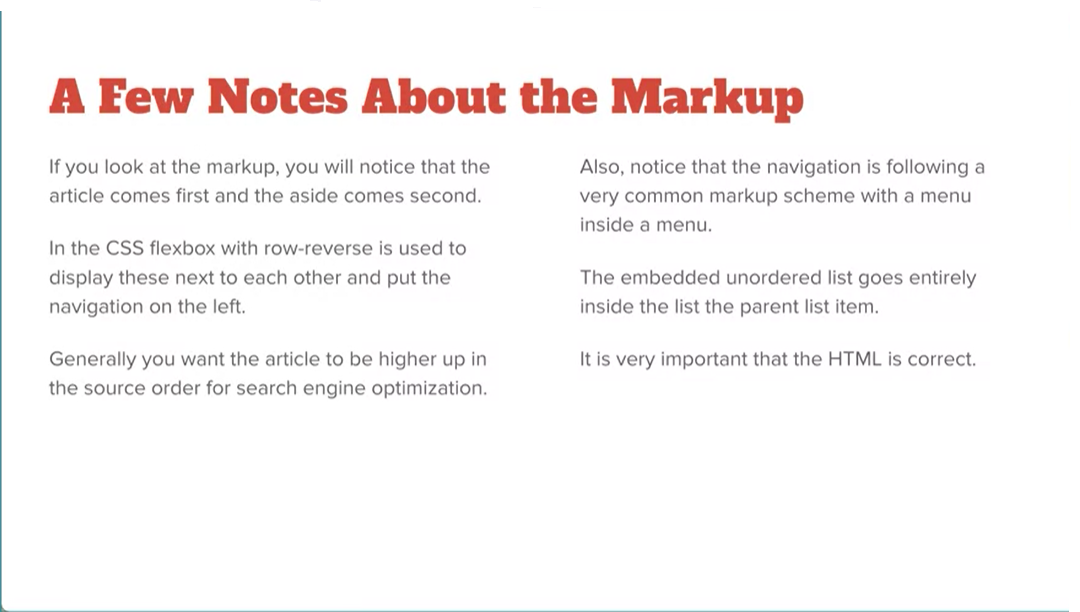 A Few Notes About the Markup
If you look at the markup, you will notice that the
article comes first and the aside comes second.
In the CSS flexbox with row-reverse is used to
display these next to each other and put the
navigation on the left.
Generally you want the article to be higher up in
the source order for search engine optimization.
Also, notice that the navigation is following a
very common markup scheme with a menu
inside a menu.
The embedded unordered list goes entirely
inside the list the parent list item.
It is very important that the HTML is correct.